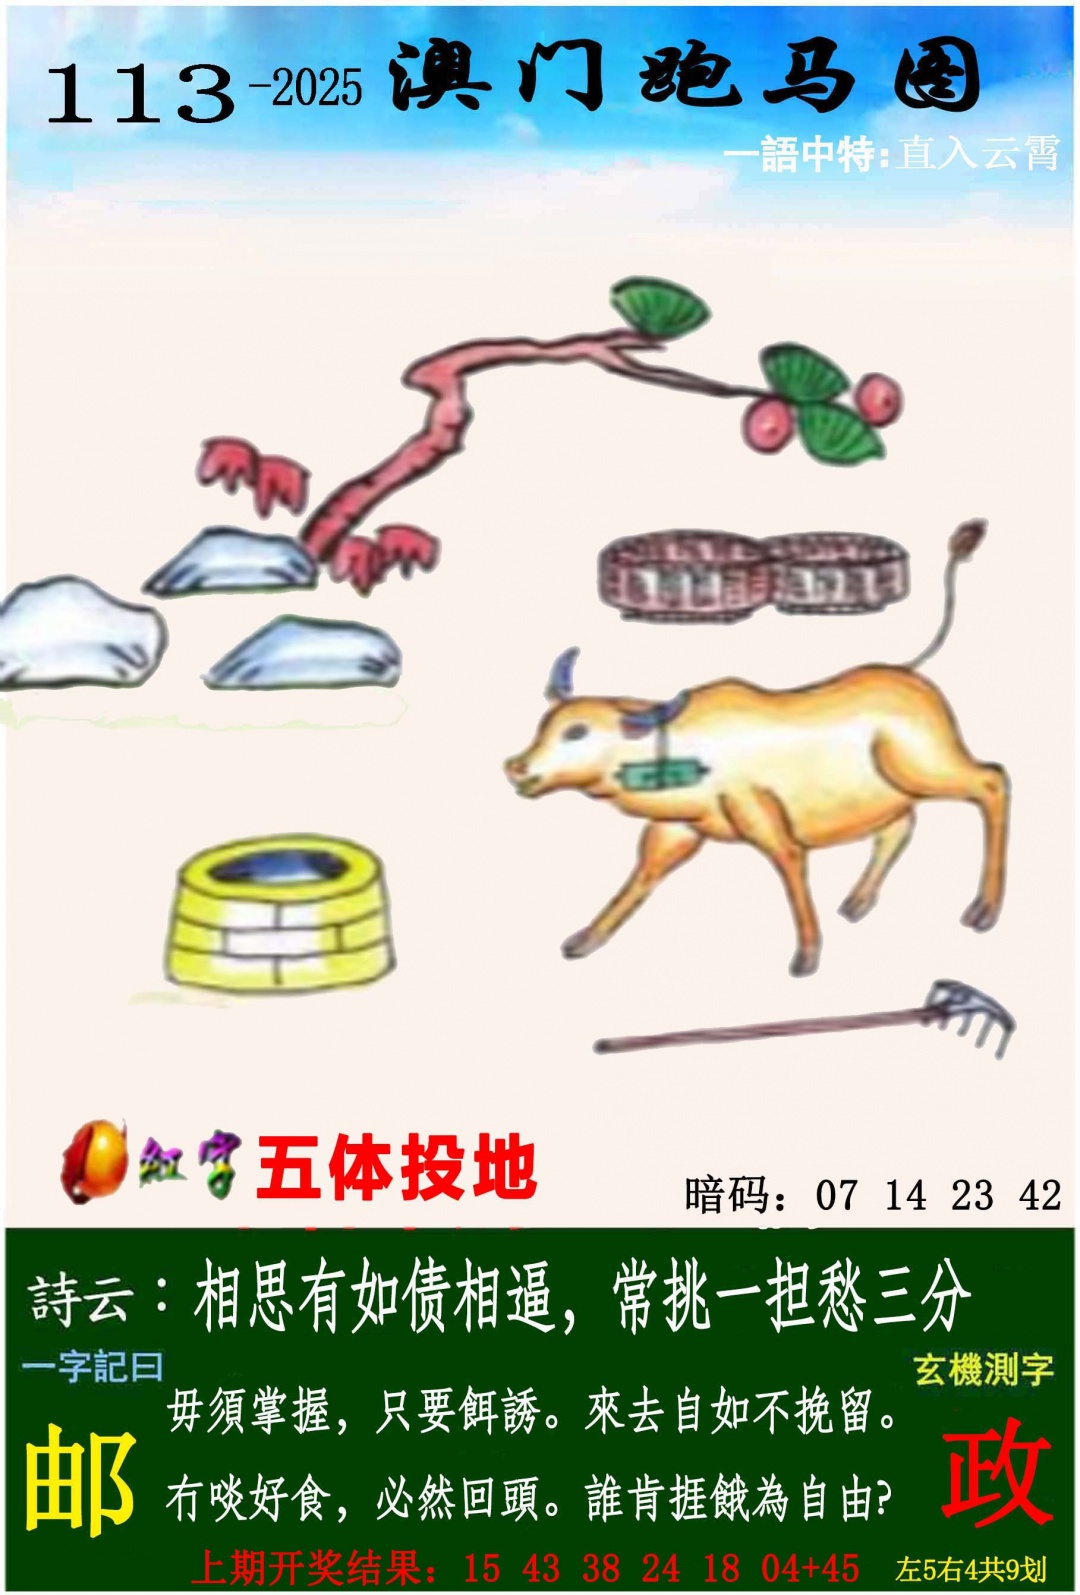 113-2025 澳门跑马图
一語中特:直入云霄
红字 五体投地
暗码：07 14 23 42
詩云：相思有如债相逼，常挑一担愁三分
一字記曰
玄機測字
毋須掌握，只要餌誘。來去自如不挽留。
邮
政
冇啖好食，必然回頭。誰肯捱餓為自由?
上期开奖结果：15 43 38 24 18 04+45
左5右4共9划